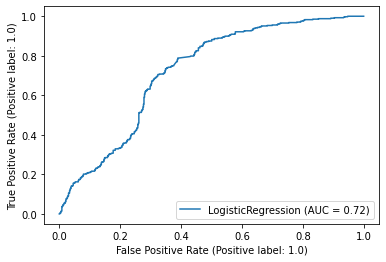 1.0
0.8
0.6
0.4
0.2
0.0
True Positive Rate (Positive label: 1.0)
LogisticRegression (AUC = 0.72)
0.0 0.2 0.4 0.6 0.8 1.0
False Positive Rate (Positive label: 1.0)